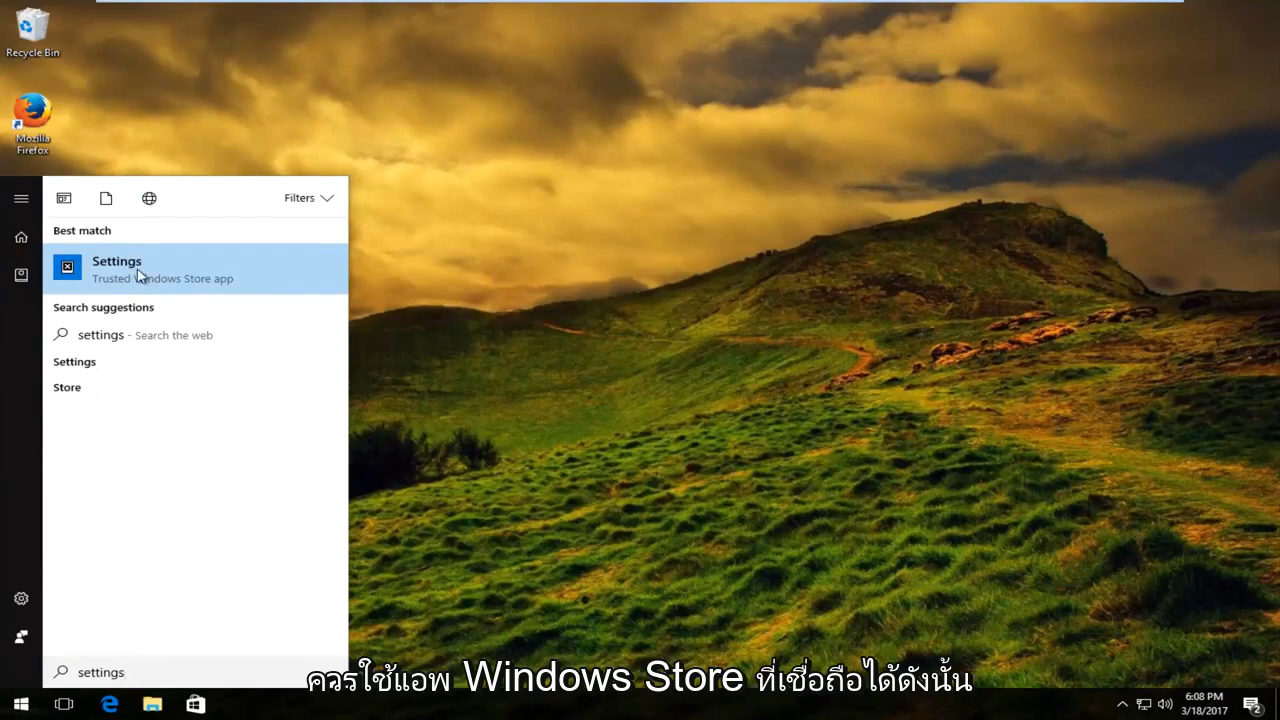 Recycle Bin
Mozilla
Firefox
Filters
Best match
Settings
Trusted Windows Store app
Search suggestions
settings - Search the web
Settings
Store
settings
ควรใช้แอพ Windows Store ที่เชื่อถือได้ดังนั้น
6:08 PM
3/18/2017
2